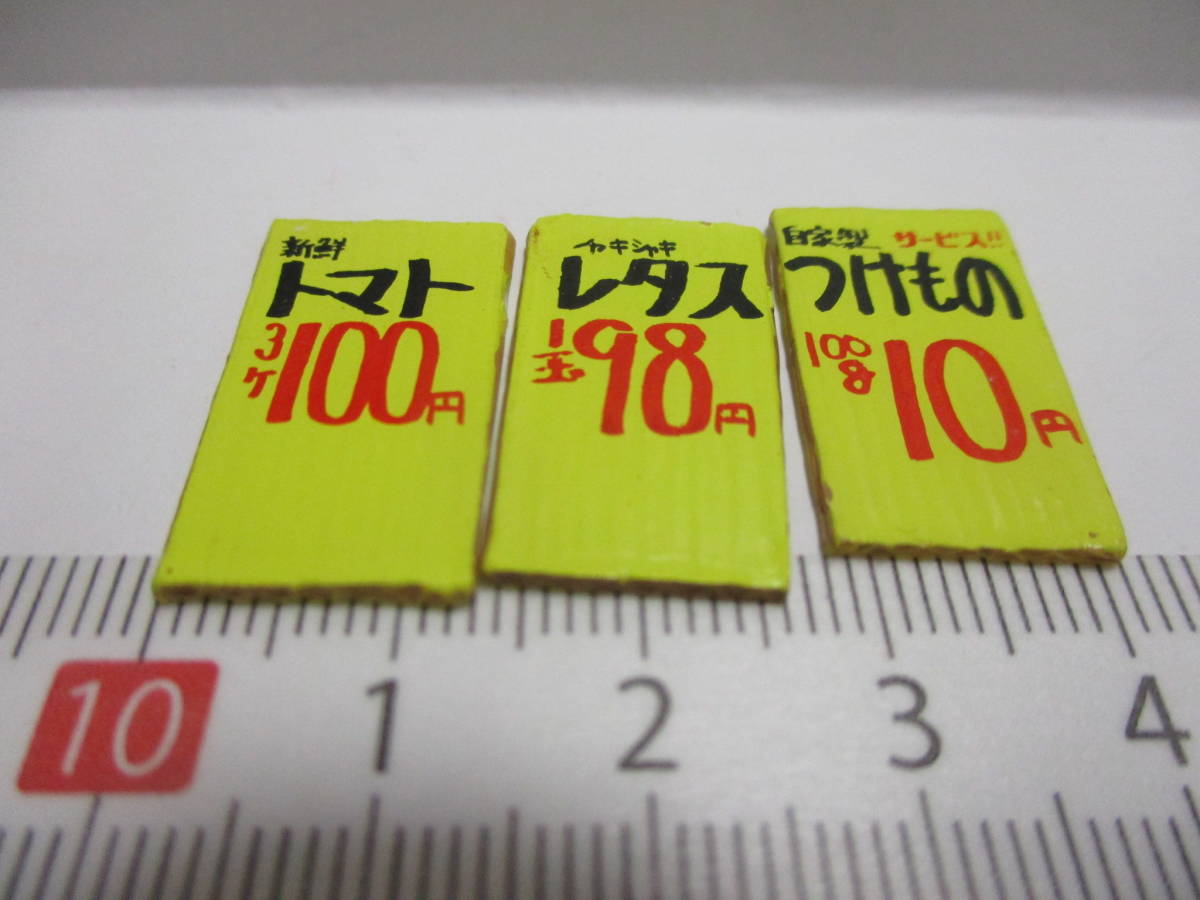 新鮮
トマト
3ケ100円
シャキシャキ
レタス
1玉98円
自家製 サービス!!
つけもの
100g10円
10 1 2 3 4